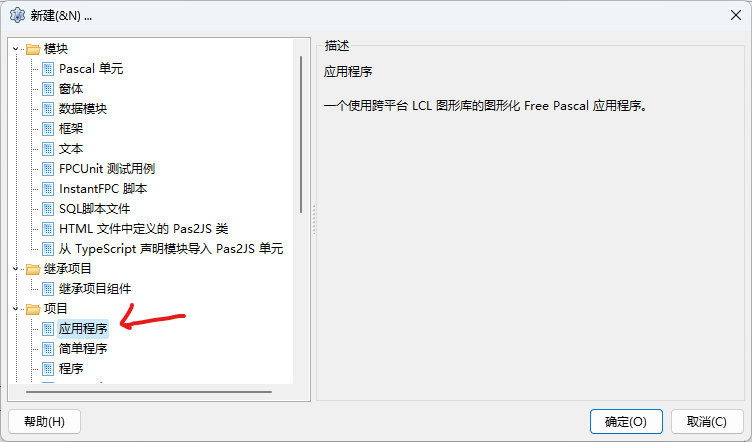 新建(&N) ...
模块
Pascal 单元
窗体
数据模块
框架
文本
FPCUnit 测试用例
InstantFPC 脚本
SQL脚本文件
HTML 文件中定义的 Pas2JS 类
从 TypeScript 声明模块导入 Pas2JS 单元
继承项目
继承项目组件
项目
应用程序
简单程序
程序
描述
应用程序
一个使用跨平台 LCL 图形库的图形化 Free Pascal 应用程序。
帮助(H)
确定(O)
取消(C)